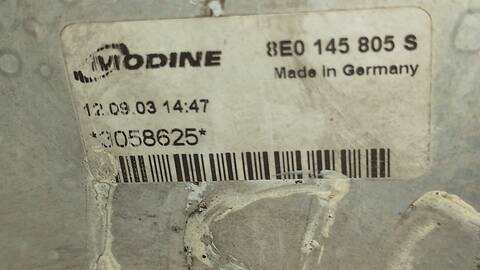 MODINE
8E0 145 805 S
Made in Germany
12.09.03 14:47
*3058625*